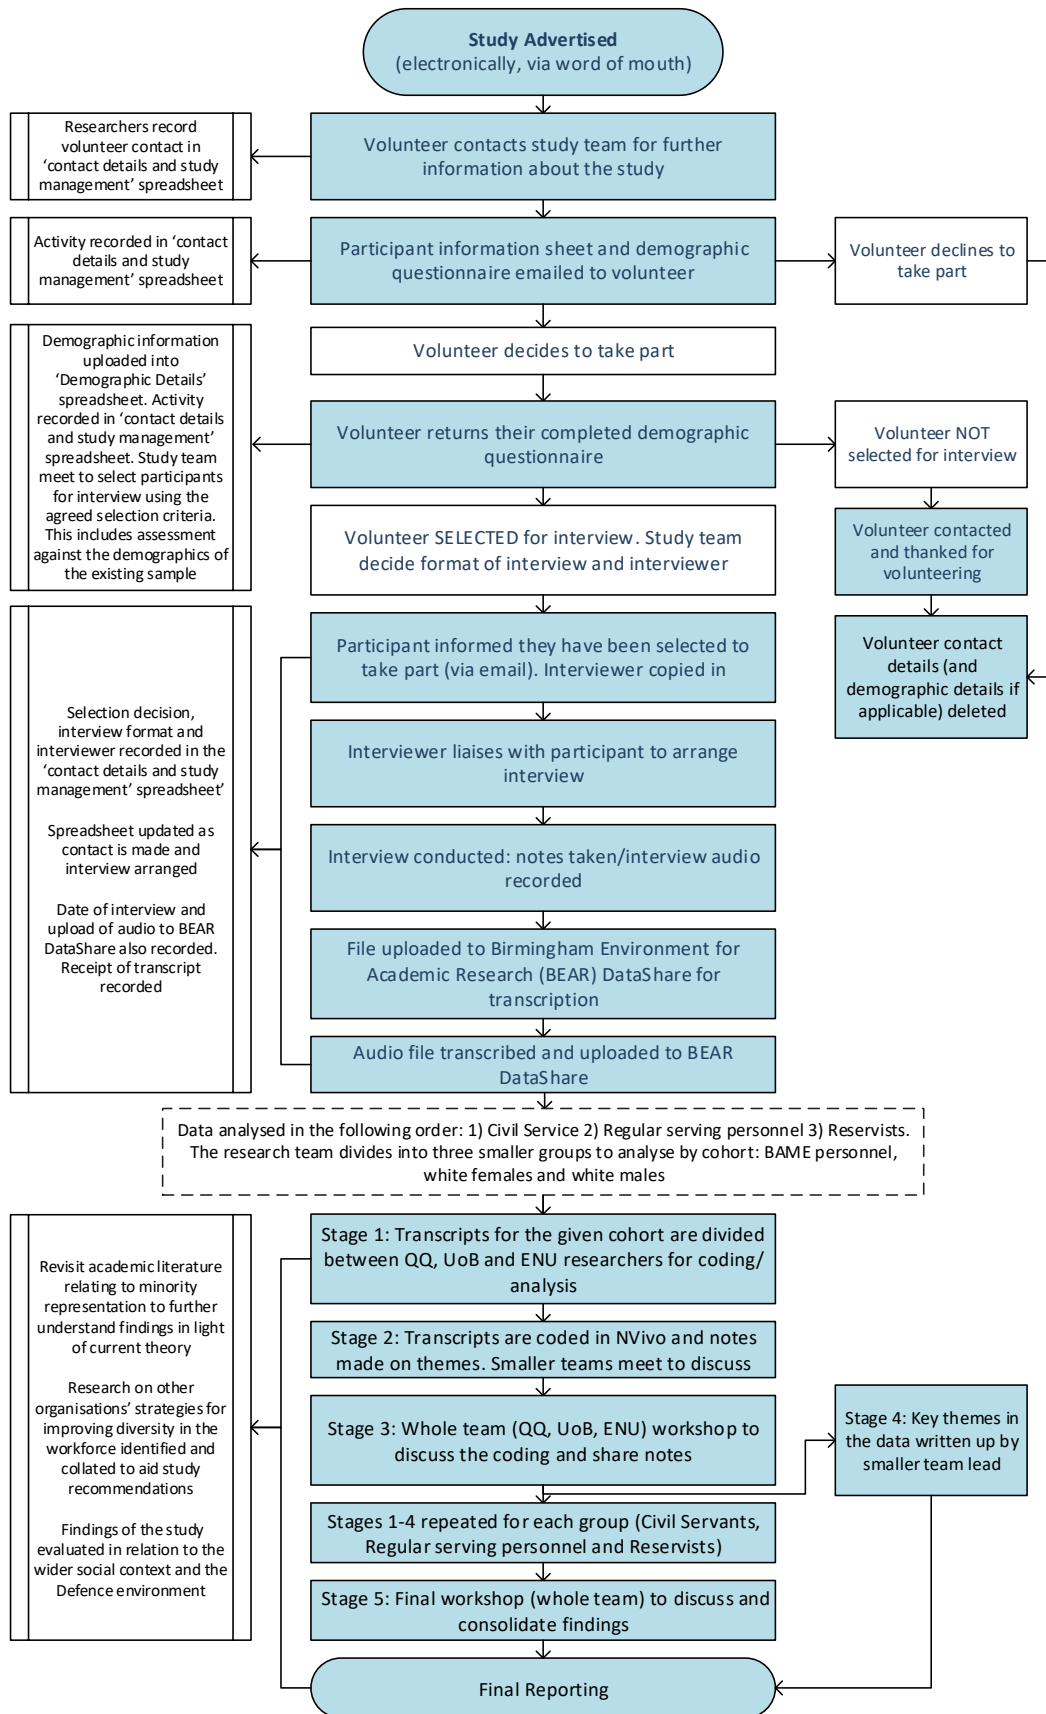 Study Advertised
(electronically, via word of mouth)
Researchers record
volunteer contact in
‘contact details and study
management’ spreadsheet
Volunteer contacts study team for further
information about the study
Activity recorded in ‘contact
details and study
management’ spreadsheet
Participant information sheet and demographic
questionnaire emailed to volunteer
Volunteer declines to
take part
Volunteer decides to take part
Demographic information
uploaded into
‘Demographic Details’
spreadsheet. Activity
recorded in ‘contact details
and study management’
spreadsheet. Study team
meet to select participants
for interview using the
agreed selection criteria.
This includes assessment
against the demographics of
the existing sample
Volunteer returns their completed demographic
questionnaire
Volunteer NOT
selected for interview
Volunteer SELECTED for interview. Study team
decide format of interview and interviewer
Volunteer contacted
and thanked for
volunteering
Participant informed they have been selected to
take part (via email). Interviewer copied in
Volunteer contact
details (and
demographic details if
applicable) deleted
Selection decision,
interview format and
interviewer recorded in the
‘contact details and study
management’ spreadsheet’
Spreadsheet updated as
contact is made and
interview arranged
Date of interview and
upload of audio to BEAR
DataShare also recorded.
Receipt of transcript
recorded
Interviewer liaises with participant to arrange
interview
Interview conducted: notes taken/interview audio
recorded
File uploaded to Birmingham Environment for
Academic Research (BEAR) DataShare for
transcription
Audio file transcribed and uploaded to BEAR
DataShare
Data analysed in the following order: 1) Civil Service 2) Regular serving personnel 3) Reservists.
The research team divides into three smaller groups to analyse by cohort: BAME personnel,
white females and white males
Revisit academic literature
relating to minority
representation to further
understand findings in light
of current theory
Research on other
organisations’ strategies for
improving diversity in the
workforce identified and
collated to aid study
recommendations
Findings of the study
evaluated in relation to the
wider social context and the
Defence environment
Stage 1: Transcripts for the given cohort are divided
between QQ, UoB and ENU researchers for coding/
analysis
Stage 2: Transcripts are coded in NVivo and notes
made on themes. Smaller teams meet to discuss
Stage 3: Whole team (QQ, UoB, ENU) workshop to
discuss the coding and share notes
Stage 4: Key themes in
the data written up by
smaller team lead
Stages 1-4 repeated for each group (Civil Servants,
Regular serving personnel and Reservists)
Stage 5: Final workshop (whole team) to discuss and
consolidate findings
Final Reporting